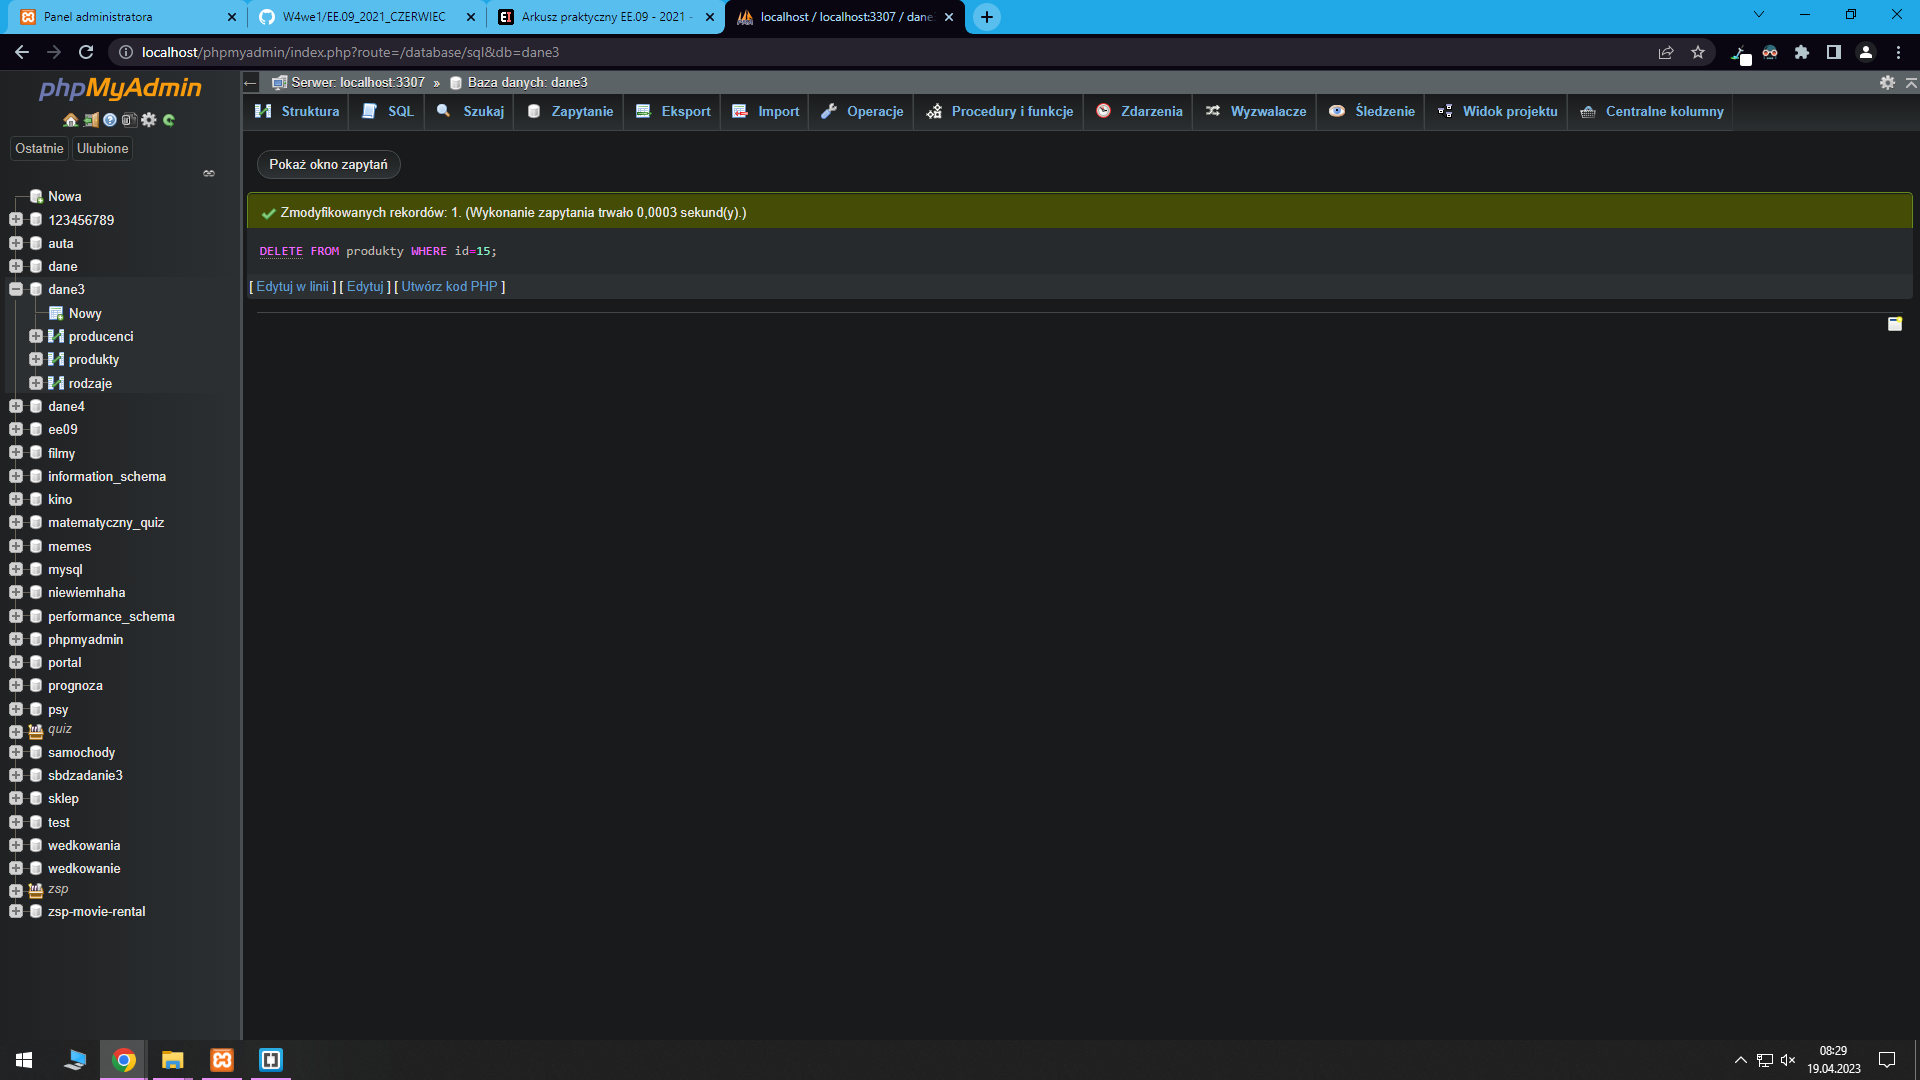 Panel administratora
W4we1/EE.09_2021_CZERWIEC
Arkusz praktyczny EE.09 - 2021 -
localhost / localhost:3307 / dane
localhost/phpmyadmin/index.php?route=/database/sql&db=dane3
phpMyAdmin
Ostatnie
Ulubione
Nowa
123456789
auta
dane
dane3
Nowy
producenci
produkty
rodzaje
dane4
ee09
filmy
information_schema
kino
matematyczny_quiz
memes
mysql
niewiemhaha
performance_schema
phpmyadmin
portal
prognoza
psy
quiz
samochody
sbdzadanie3
sklep
test
wedkowania
wedkowanie
zsp
zsp-movie-rental
Serwer: localhost:3307 » Baza danych: dane3
Struktura
SQL
Szukaj
Zapytanie
Eksport
Import
Operacje
Procedury i funkcje
Zdarzenia
Wyzwalacze
Śledzenie
Widok projektu
Centralne kolumny
Pokaż okno zapytań
Zmodyfikowanych rekordów: 1. (Wykonanie zapytania trwało 0,0003 sekund(y).)
DELETE FROM produkty WHERE id=15;
[ Edytuj w linii ] [ Edytuj ] [ Utwórz kod PHP ]
08:29
19.04.2023